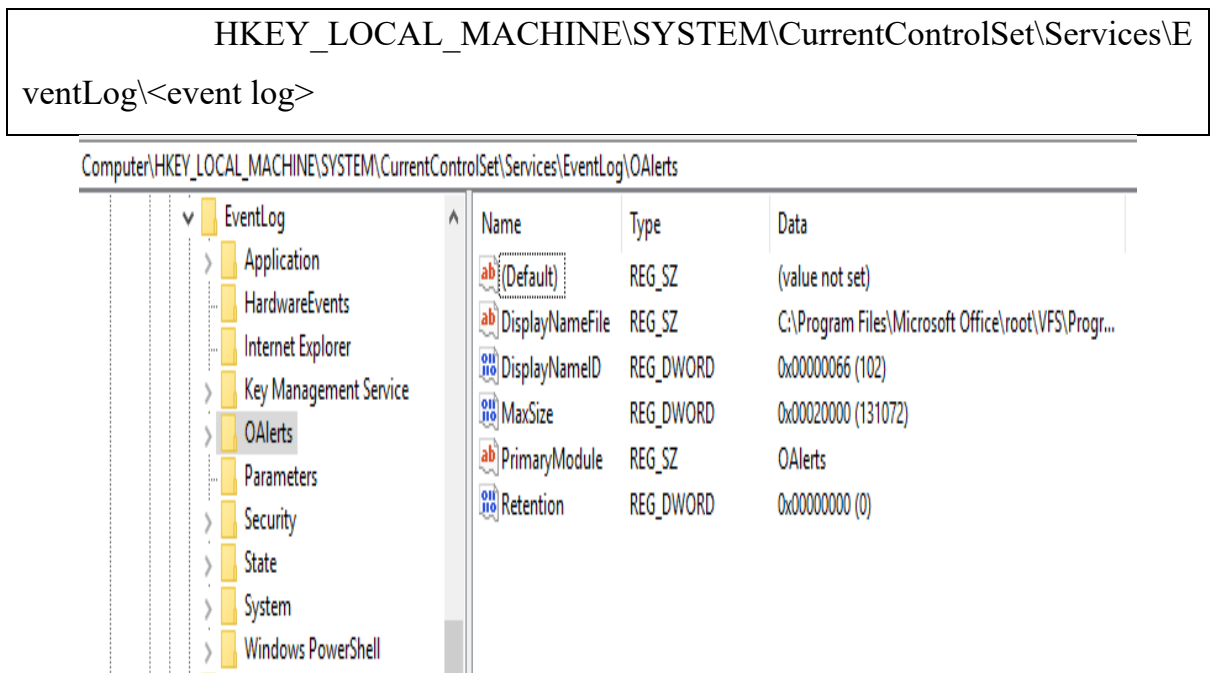 HKEY_LOCAL_MACHINE\SYSTEM\CurrentControlSet\Services\E
ventLog\<event log>
Computer\HKEY_LOCAL_MACHINE\SYSTEM\CurrentControlSet\Services\EventLog\OAlerts
EventLog
Application
HardwareEvents
Internet Explorer
Key Management Service
OAlerts
Parameters
Security
State
System
Windows PowerShell
Name Type Data
(Default) REG_SZ (value not set)
DisplayNameFile REG_SZ C:\Program Files\Microsoft Office\root\VFS\Progr...
DisplayNameID REG_DWORD 0x00000066 (102)
MaxSize REG_DWORD 0x00020000 (131072)
PrimaryModule REG_SZ OAlerts
Retention REG_DWORD 0x00000000 (0)